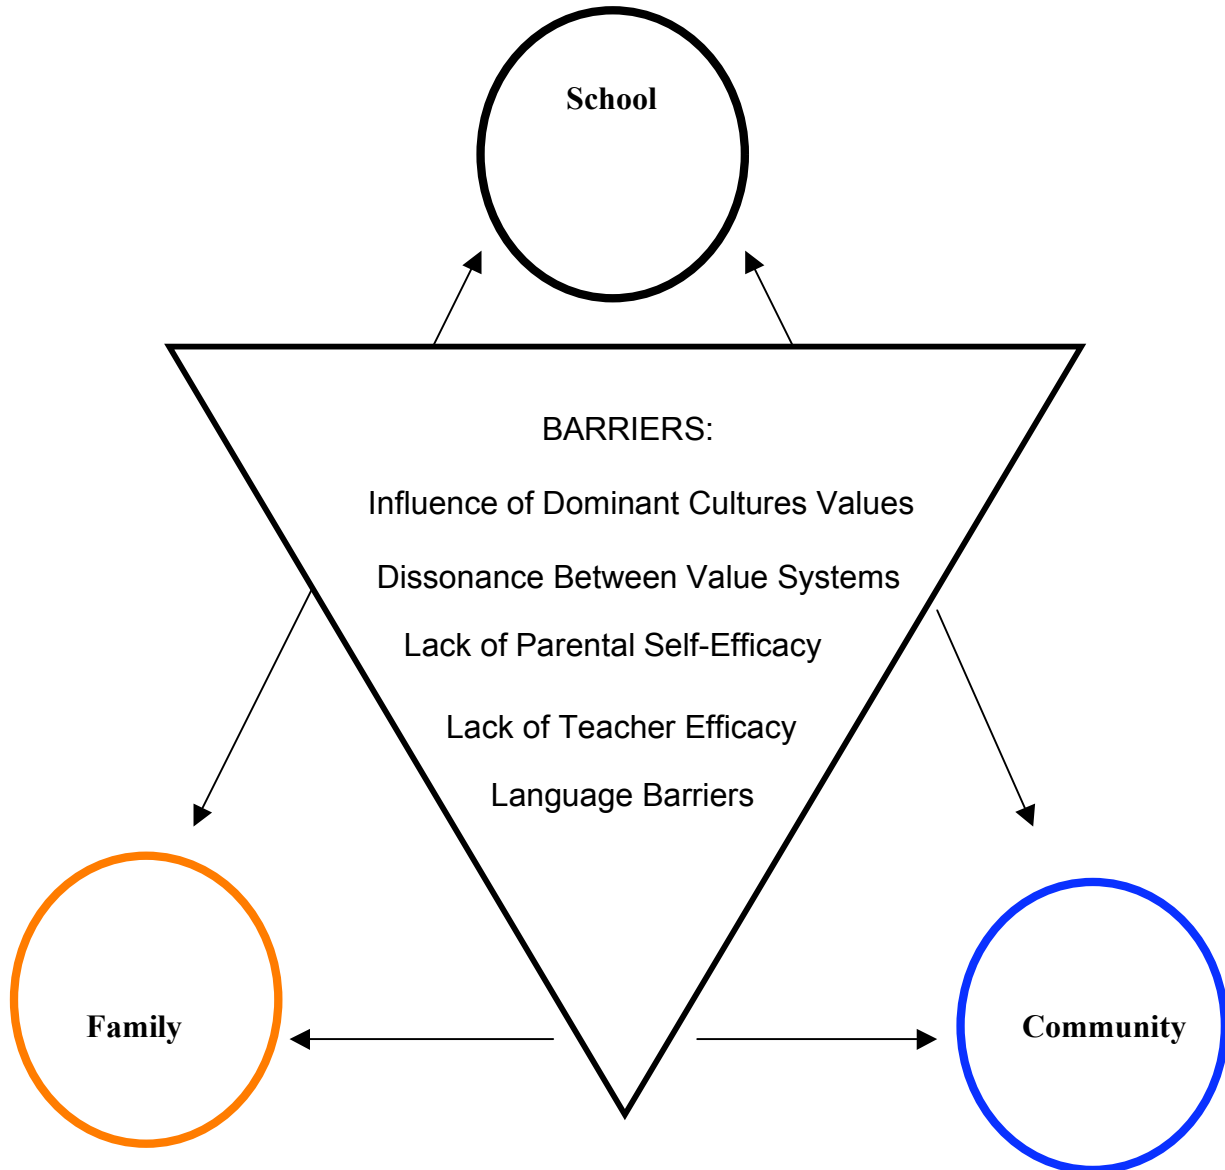 School
BARRIERS:
Influence of Dominant Cultures Values
Dissonance Between Value Systems
Lack of Parental Self-Efficacy
Lack of Teacher Efficacy
Language Barriers
Family
Community